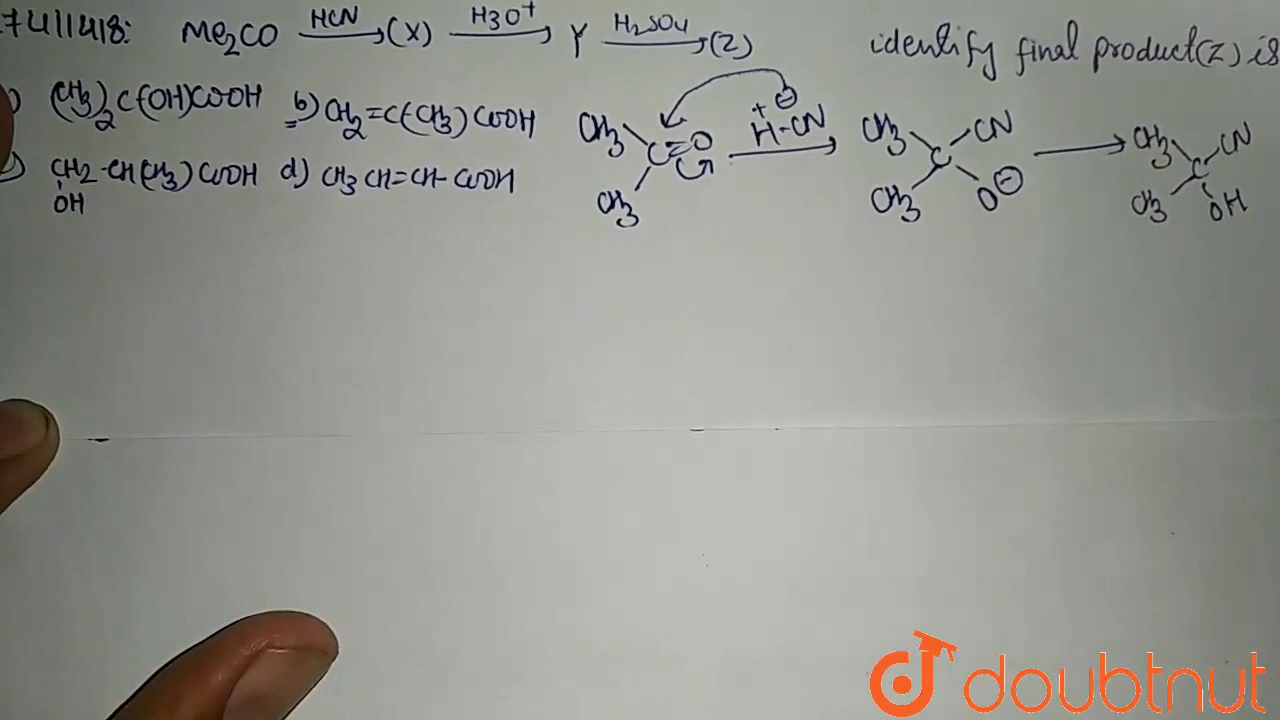 7411418: Me2CO HCN→(X) H3O+→ Y H2SO4→(Z) identify final product(Z) is
) (CH3)2C(OH)COOH b) CH2=C(CH3)COOH
) CH2-CH(CH3)COOH d) CH3CH=CH-COOH
OH
CH3 C=O CH3 H+-CN⊖ → CH3 CH3 C CN O⊖ → CH3 CH3 C CN OH
doubtnut